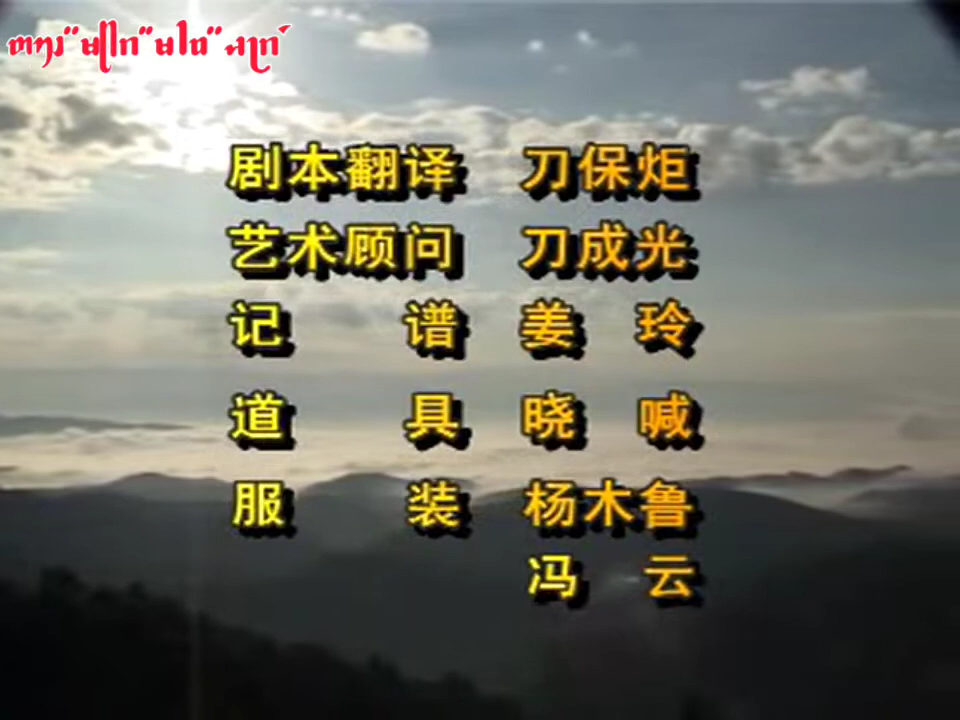 剧本翻译 刀保炬
艺术顾问 刀成光
记 谱 姜 玲
道 具 晓 喊
服 装 杨木鲁
冯 云